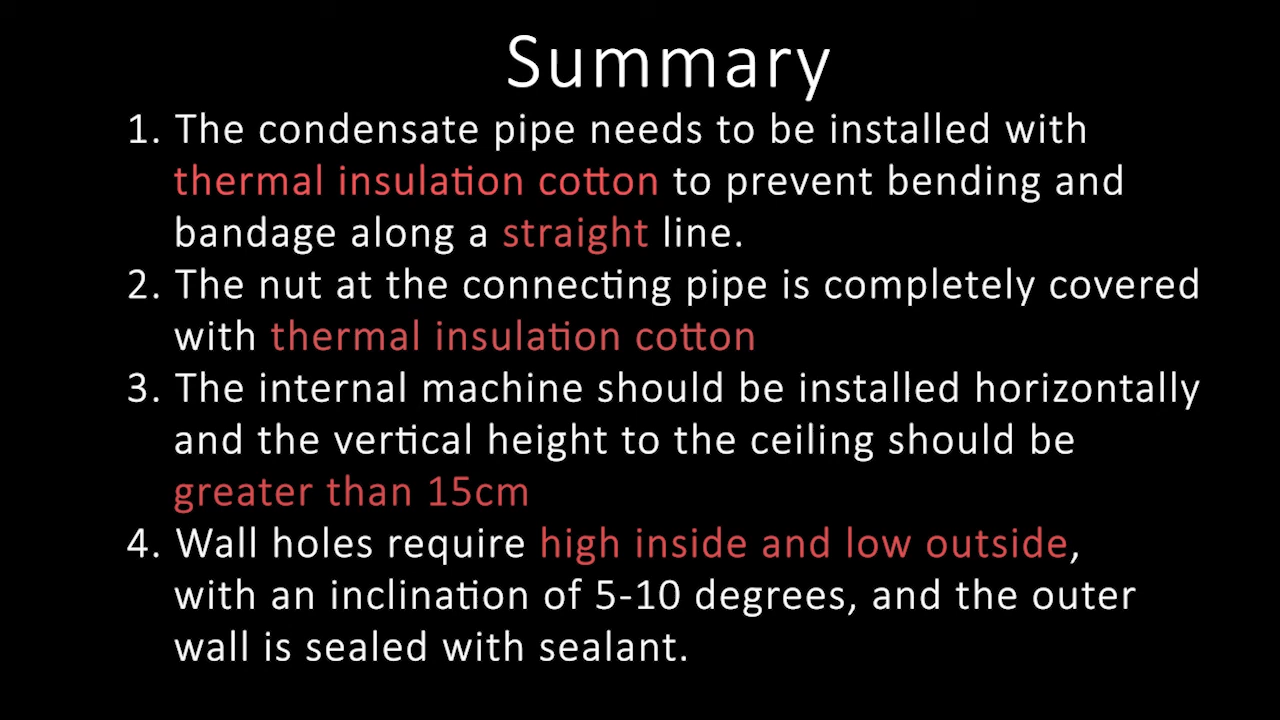 Summary
1. The condensate pipe needs to be installed with
thermal insulation cotton to prevent bending and
bandage along a straight line.
2. The nut at the connecting pipe is completely covered
with thermal insulation cotton
3. The internal machine should be installed horizontally
and the vertical height to the ceiling should be
greater than 15cm
4. Wall holes require high inside and low outside,
with an inclination of 5-10 degrees, and the outer
wall is sealed with sealant.